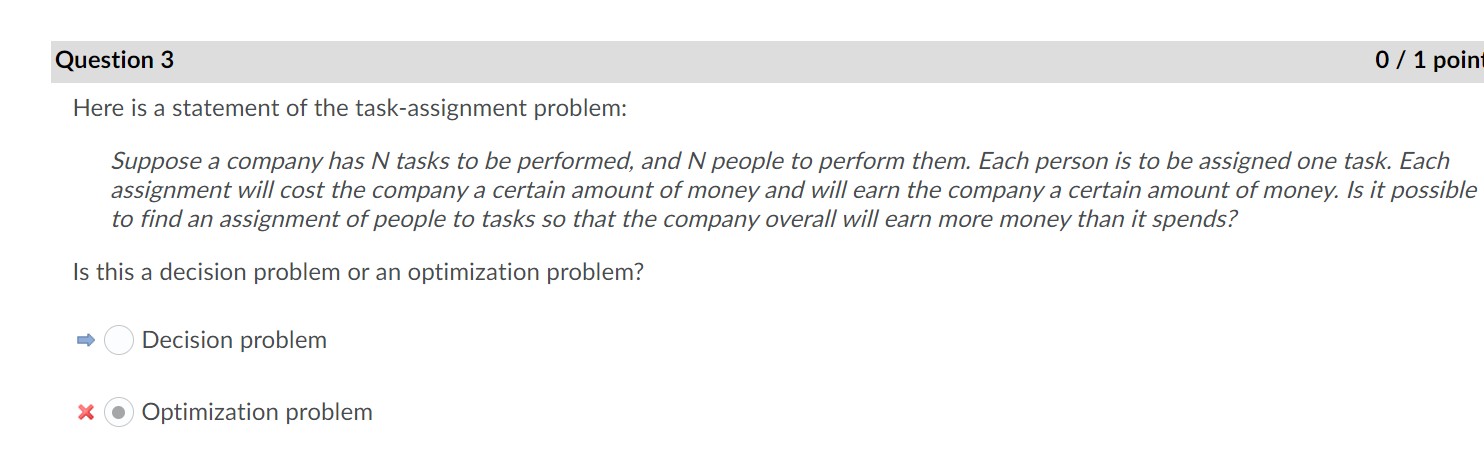 Question 3
0 / 1 point
Here is a statement of the task-assignment problem:
Suppose a company has N tasks to be performed, and N people to perform them. Each person is to be assigned one task. Each
assignment will cost the company a certain amount of money and will earn the company a certain amount of money. Is it possible
to find an assignment of people to tasks so that the company overall will earn more money than it spends?
Is this a decision problem or an optimization problem?
Decision problem
Optimization problem